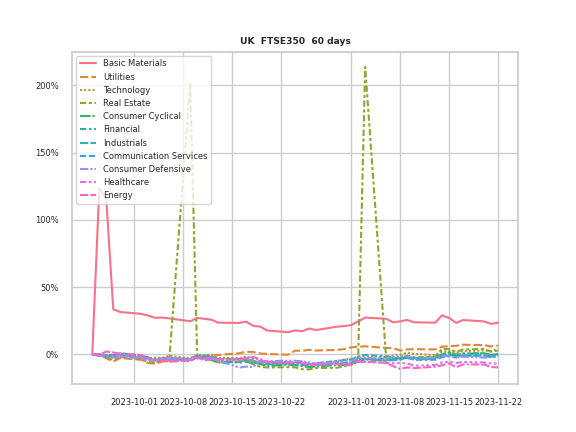 UK FTSE350 60 days
Basic Materials
Utilities
Technology
Real Estate
Consumer Cyclical
Financial
Industrials
Communication Services
Consumer Defensive
Healthcare
Energy
200%
150%
100%
50%
0%
2023-10-01 2023-10-08 2023-10-15 2023-10-22 2023-11-01 2023-11-08 2023-11-15 2023-11-22